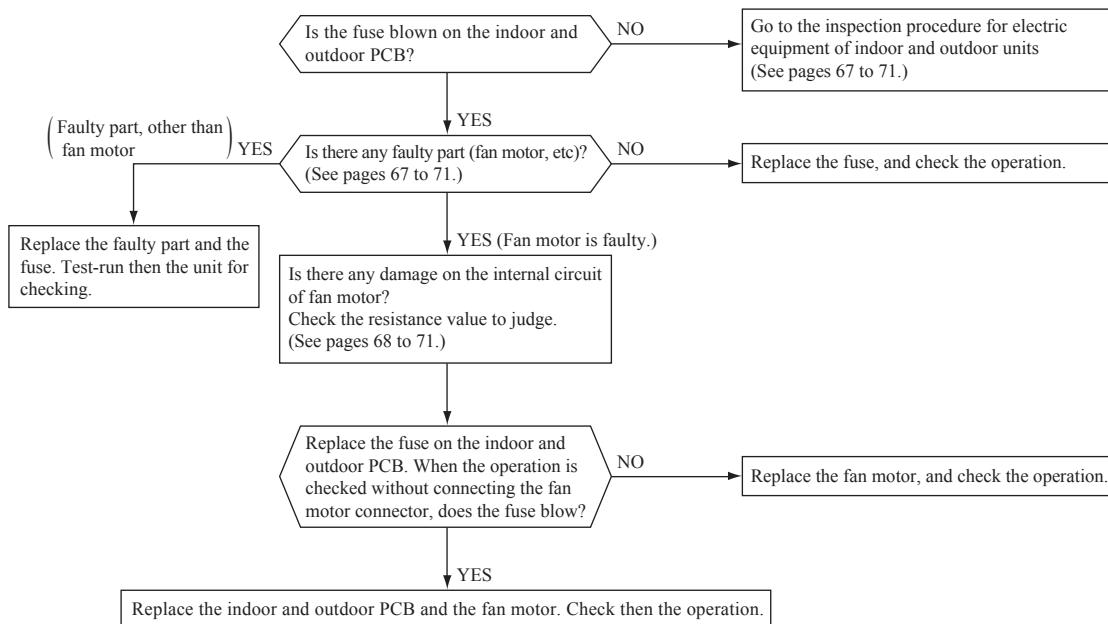 Is the fuse blown on the indoor and
outdoor PCB?
NO
Go to the inspection procedure for electric
equipment of indoor and outdoor units
(See pages 67 to 71.)
YES
(Faulty part, other than
fan motor)
YES
Is there any faulty part (fan motor, etc)?
(See pages 67 to 71.)
NO
Replace the fuse, and check the operation.
Replace the faulty part and the
fuse. Test-run then the unit for
checking.
YES (Fan motor is faulty.)
Is there any damage on the internal circuit
of fan motor?
Check the resistance value to judge.
(See pages 68 to 71.)
Replace the fuse on the indoor and
outdoor PCB. When the operation is
checked without connecting the fan
motor connector, does the fuse blow?
NO
Replace the fan motor, and check the operation.
YES
Replace the indoor and outdoor PCB and the fan motor. Check then the operation.